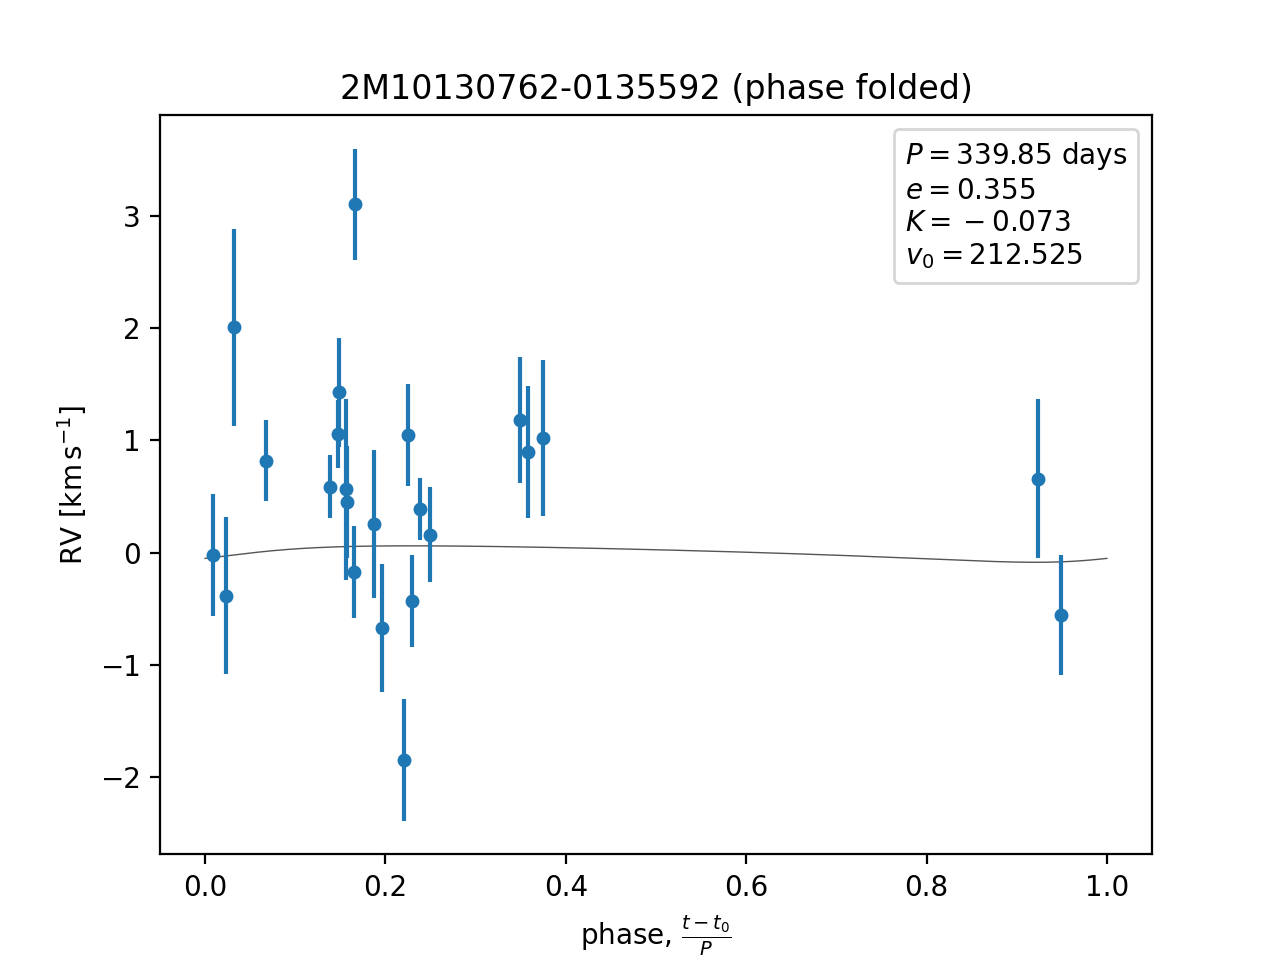 2M10130762-0135592 (phase folded)
P = 339.85 days
e = 0.355
K = −0.073
v₀ = 212.525
3
2
1
0
−1
−2
RV [km s⁻¹]
0.0 0.2 0.4 0.6 0.8 1.0
phase, (t − t₀)/P